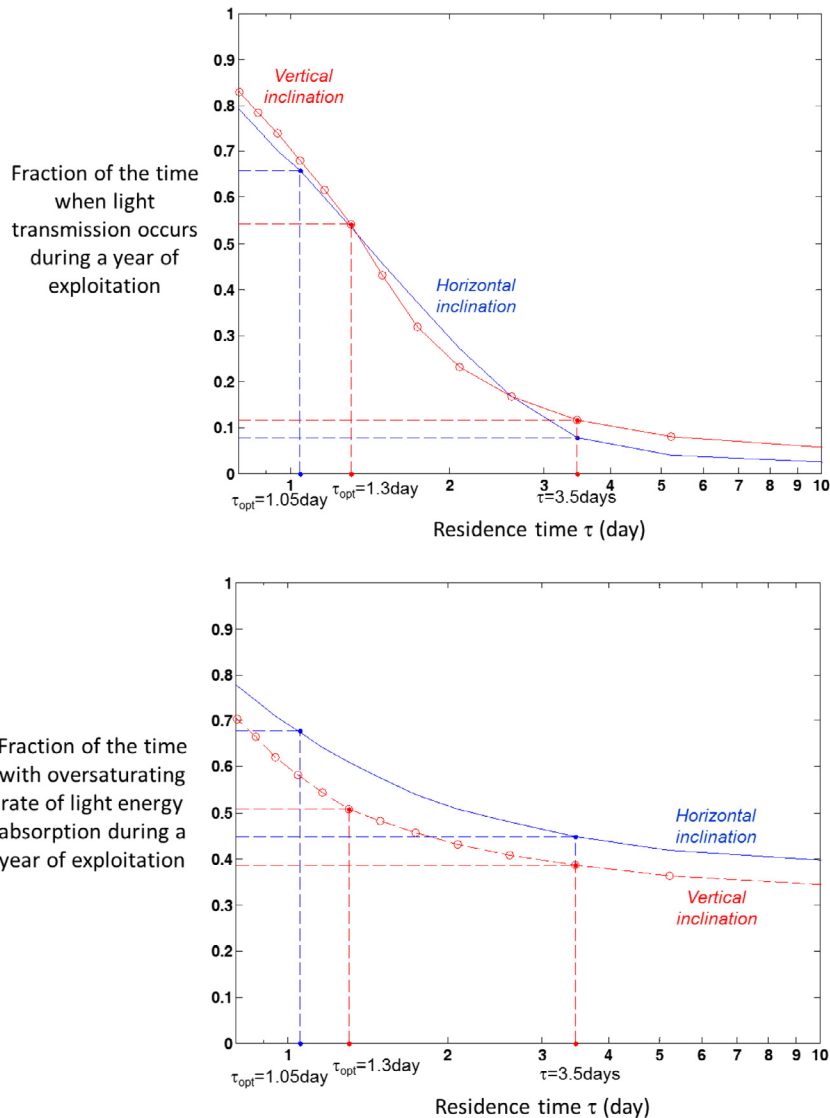 1
0.9
0.8
0.7
0.6
0.5
0.4
0.3
0.2
0.1
0
Vertical
inclination
Horizontal
inclination
Fraction of the time
when light
transmission occurs
during a year of
exploitation
1 2 3 4 5 6 7 8 9 10
τopt=1.05day τopt=1.3day τ=3.5days
Residence time τ (day)
1
0.9
0.8
0.7
0.6
0.5
0.4
0.3
0.2
0.1
0
Fraction of the time
with oversaturating
rate of light energy
absorption during a
year of exploitation
Horizontal
inclination
Vertical
inclination
1 2 3 4 5 6 7 8 9 10
τopt=1.05day τopt=1.3day τ=3.5days
Residence time τ (day)